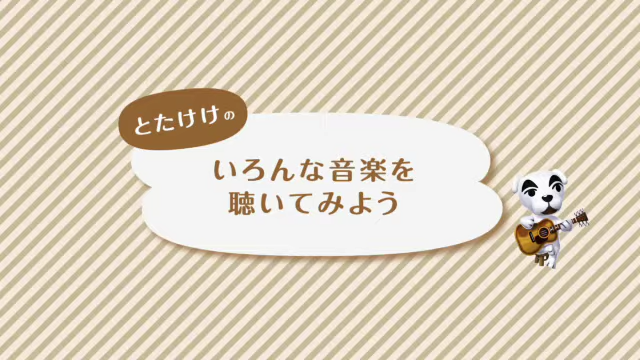 とたけけの
いろんな音楽を
聴いてみよう